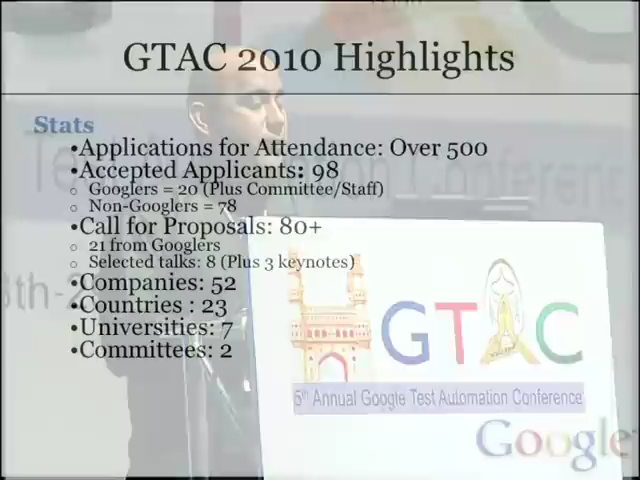 GTAC 2010 Highlights
Stats
•Applications for Attendance: Over 500
•Accepted Applicants: 98
o Googlers = 20 (Plus Committee/Staff)
o Non-Googlers = 78
•Call for Proposals: 80+
o 21 from Googlers
o Selected talks: 8 (Plus 3 keynotes)
•Companies: 52
•Countries : 23
•Universities: 7
•Committees: 2
GTAC
Annual Google Test Automation Conference
Google